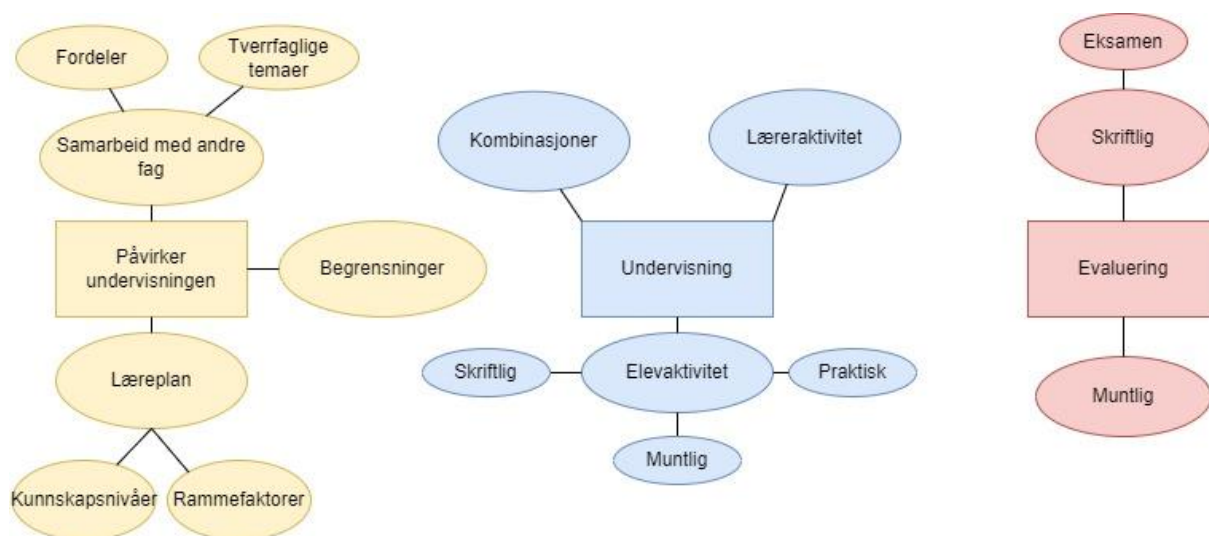 Fordeler
Tverrfaglige
temaer
Samarbeid med andre
fag
Påvirker
undervisningen
Begrensninger
Læreplan
Kunnskapsnivåer
Rammefaktorer
Kombinasjoner
Læreraktivitet
Undervisning
Skriftlig
Elevaktivitet
Praktisk
Muntlig
Eksamen
Skriftlig
Evaluering
Muntlig